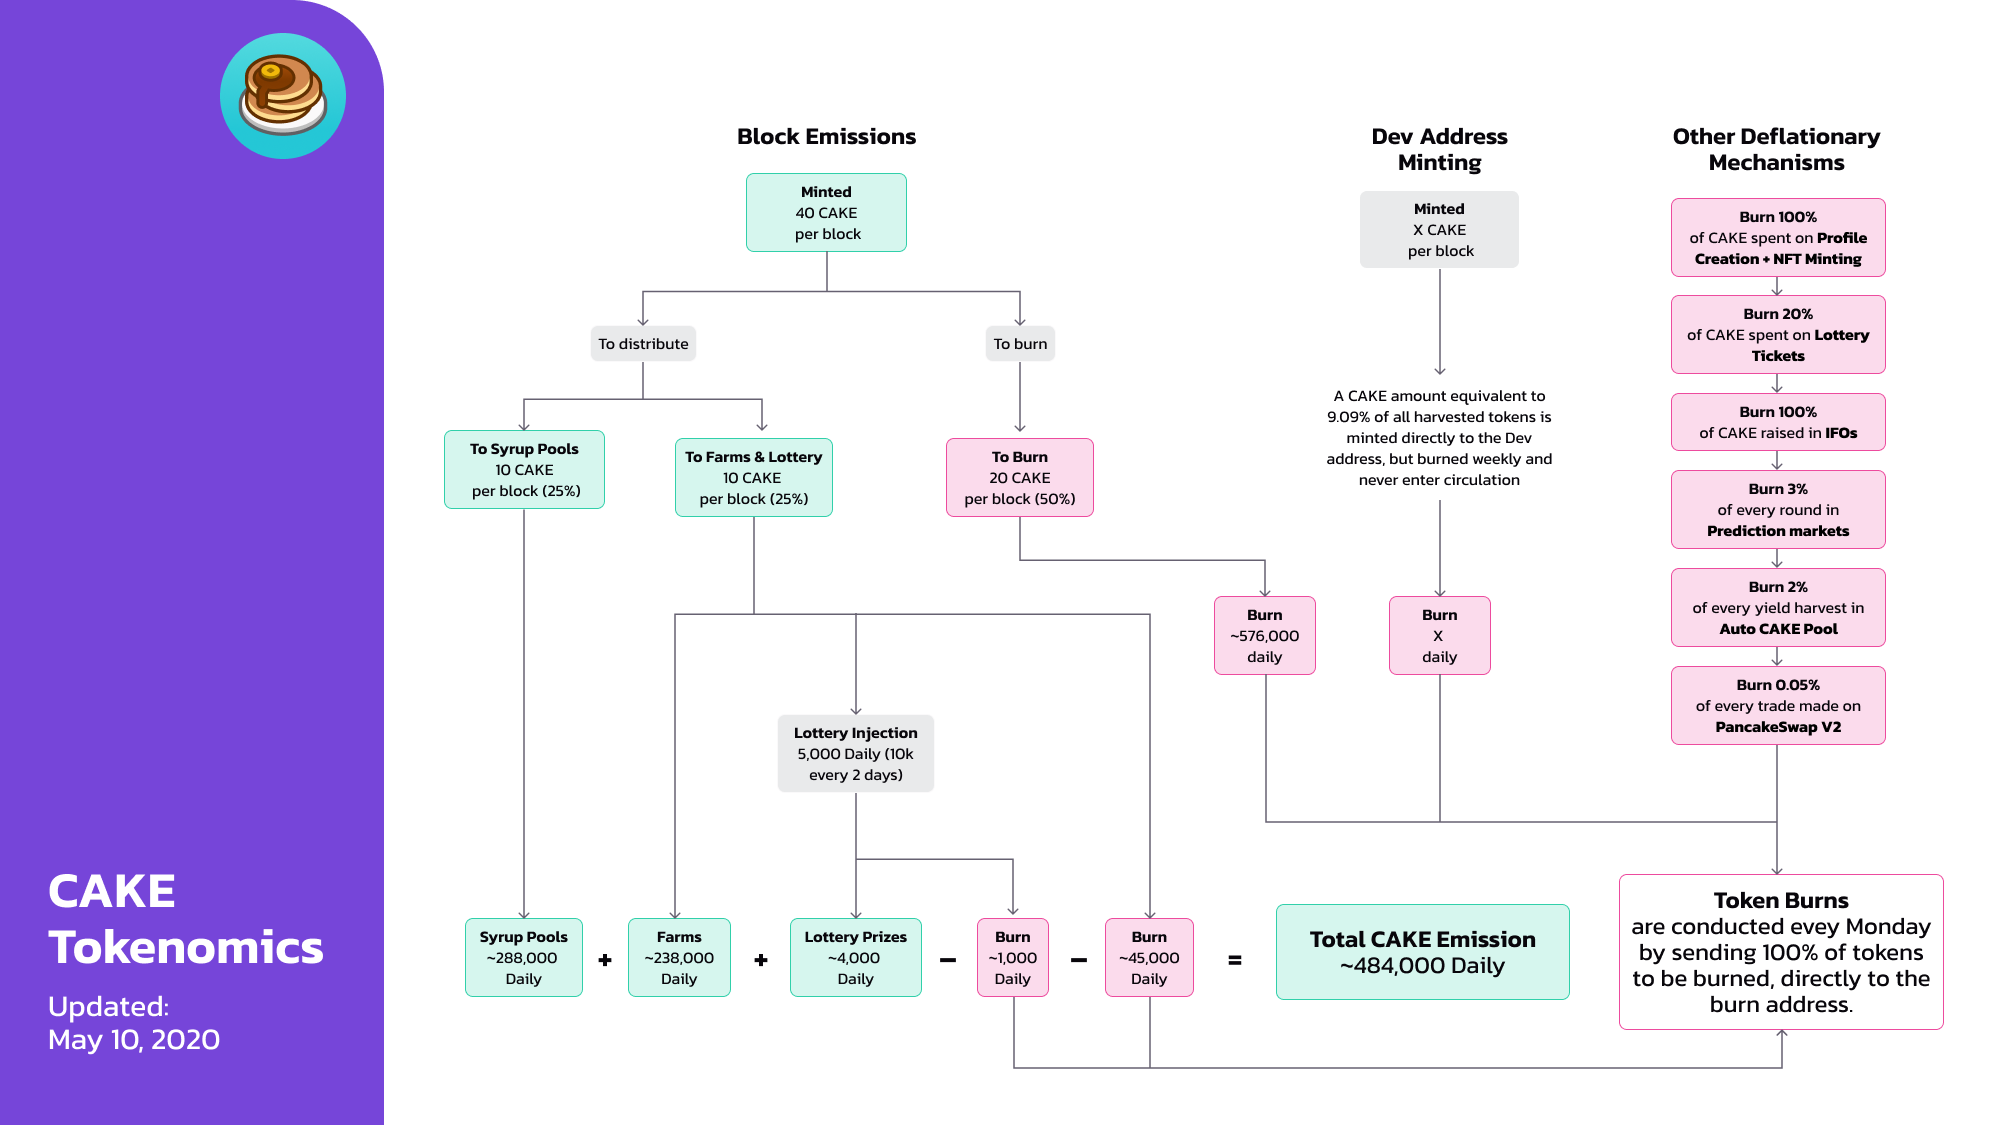 CAKE
Tokenomics
Updated:
May 10, 2020
Block Emissions
Minted
40 CAKE
per block
To distribute
To burn
To Syrup Pools
10 CAKE
per block (25%)
To Farms & Lottery
10 CAKE
per block (25%)
To Burn
20 CAKE
per block (50%)
Lottery Injection
5,000 Daily (10k
every 2 days)
Syrup Pools
~288,000
Daily
+
Farms
~238,000
Daily
+
Lottery Prizes
~4,000
Daily
–
Burn
~1,000
Daily
–
Burn
~45,000
Daily
=
Total CAKE Emission
~484,000 Daily
Burn
~576,000
daily
Dev Address
Minting
Minted
X CAKE
per block
A CAKE amount equivalent to
9.09% of all harvested tokens is
minted directly to the Dev
address, but burned weekly and
never enter circulation
Burn
X
daily
Other Deflationary
Mechanisms
Burn 100%
of CAKE spent on Profile
Creation + NFT Minting
Burn 20%
of CAKE spent on Lottery
Tickets
Burn 100%
of CAKE raised in IFOs
Burn 3%
of every round in
Prediction markets
Burn 2%
of every yield harvest in
Auto CAKE Pool
Burn 0.05%
of every trade made on
PancakeSwap V2
Token Burns
are conducted evey Monday
by sending 100% of tokens
to be burned, directly to the
burn address.